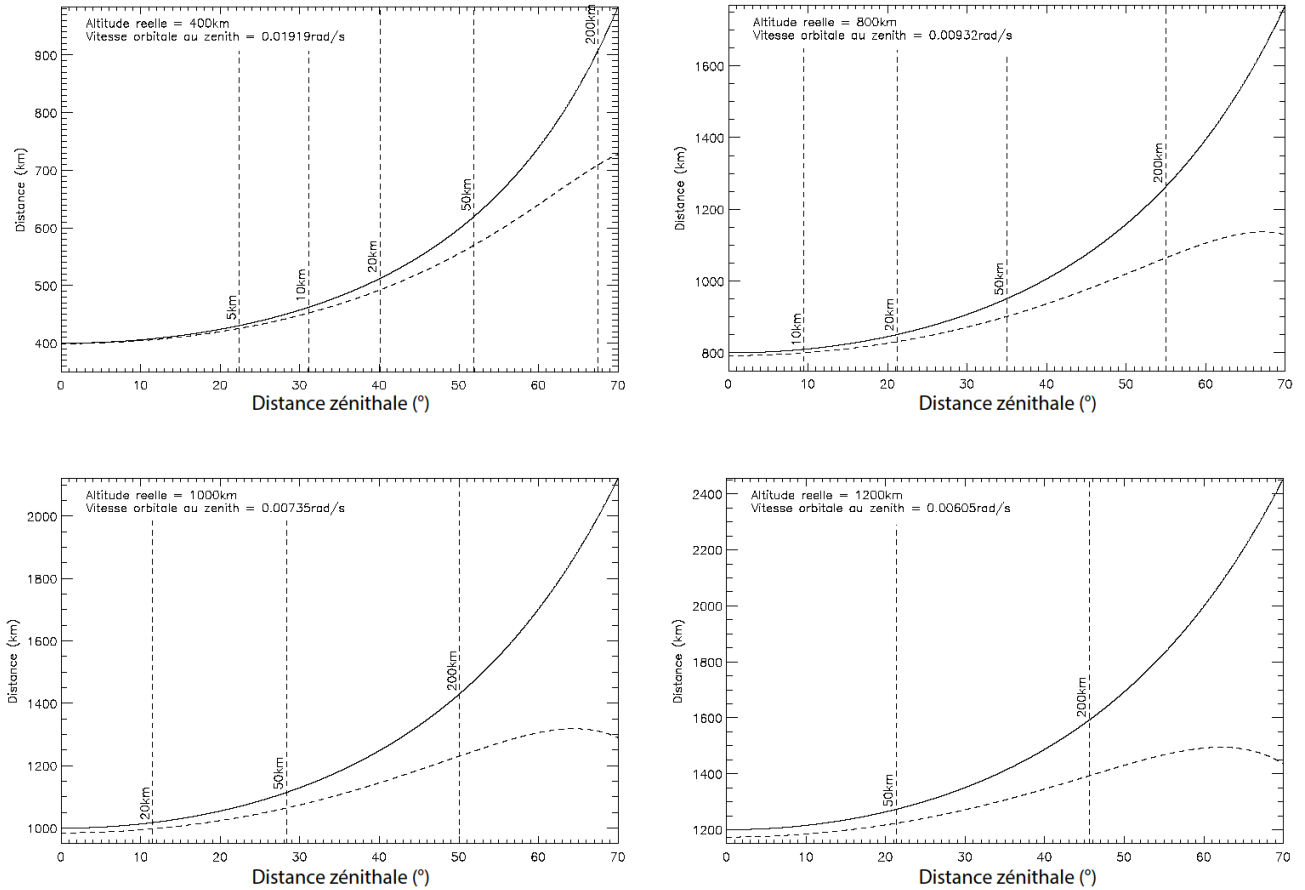 Altitude reelle = 400km
Vitesse orbitale au zenith = 0.01919rad/s
Distance (km)
900
800
700
600
500
400
5km
10km
20km
50km
200km
0 10 20 30 40 50 60 70
Distance zénithale (°)
Altitude reelle = 800km
Vitesse orbitale au zenith = 0.00932rad/s
Distance (km)
1600
1400
1200
1000
800
10km
20km
50km
200km
0 10 20 30 40 50 60 70
Distance zénithale (°)
Altitude reelle = 1000km
Vitesse orbitale au zenith = 0.00735rad/s
Distance (km)
2000
1800
1600
1400
1200
1000
20km
50km
200km
0 10 20 30 40 50 60 70
Distance zénithale (°)
Altitude reelle = 1200km
Vitesse orbitale au zenith = 0.00605rad/s
Distance (km)
2400
2200
2000
1800
1600
1400
1200
50km
200km
0 10 20 30 40 50 60 70
Distance zénithale (°)